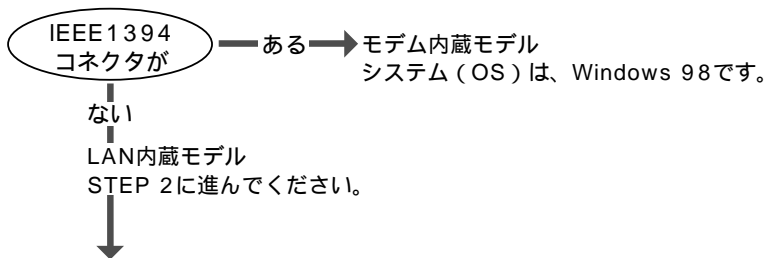 IEEE1394
コネクタが
ある
モデム内蔵モデル
システム(OS)は、Windows 98です。
ない
LAN内蔵モデル
STEP 2に進んでください。